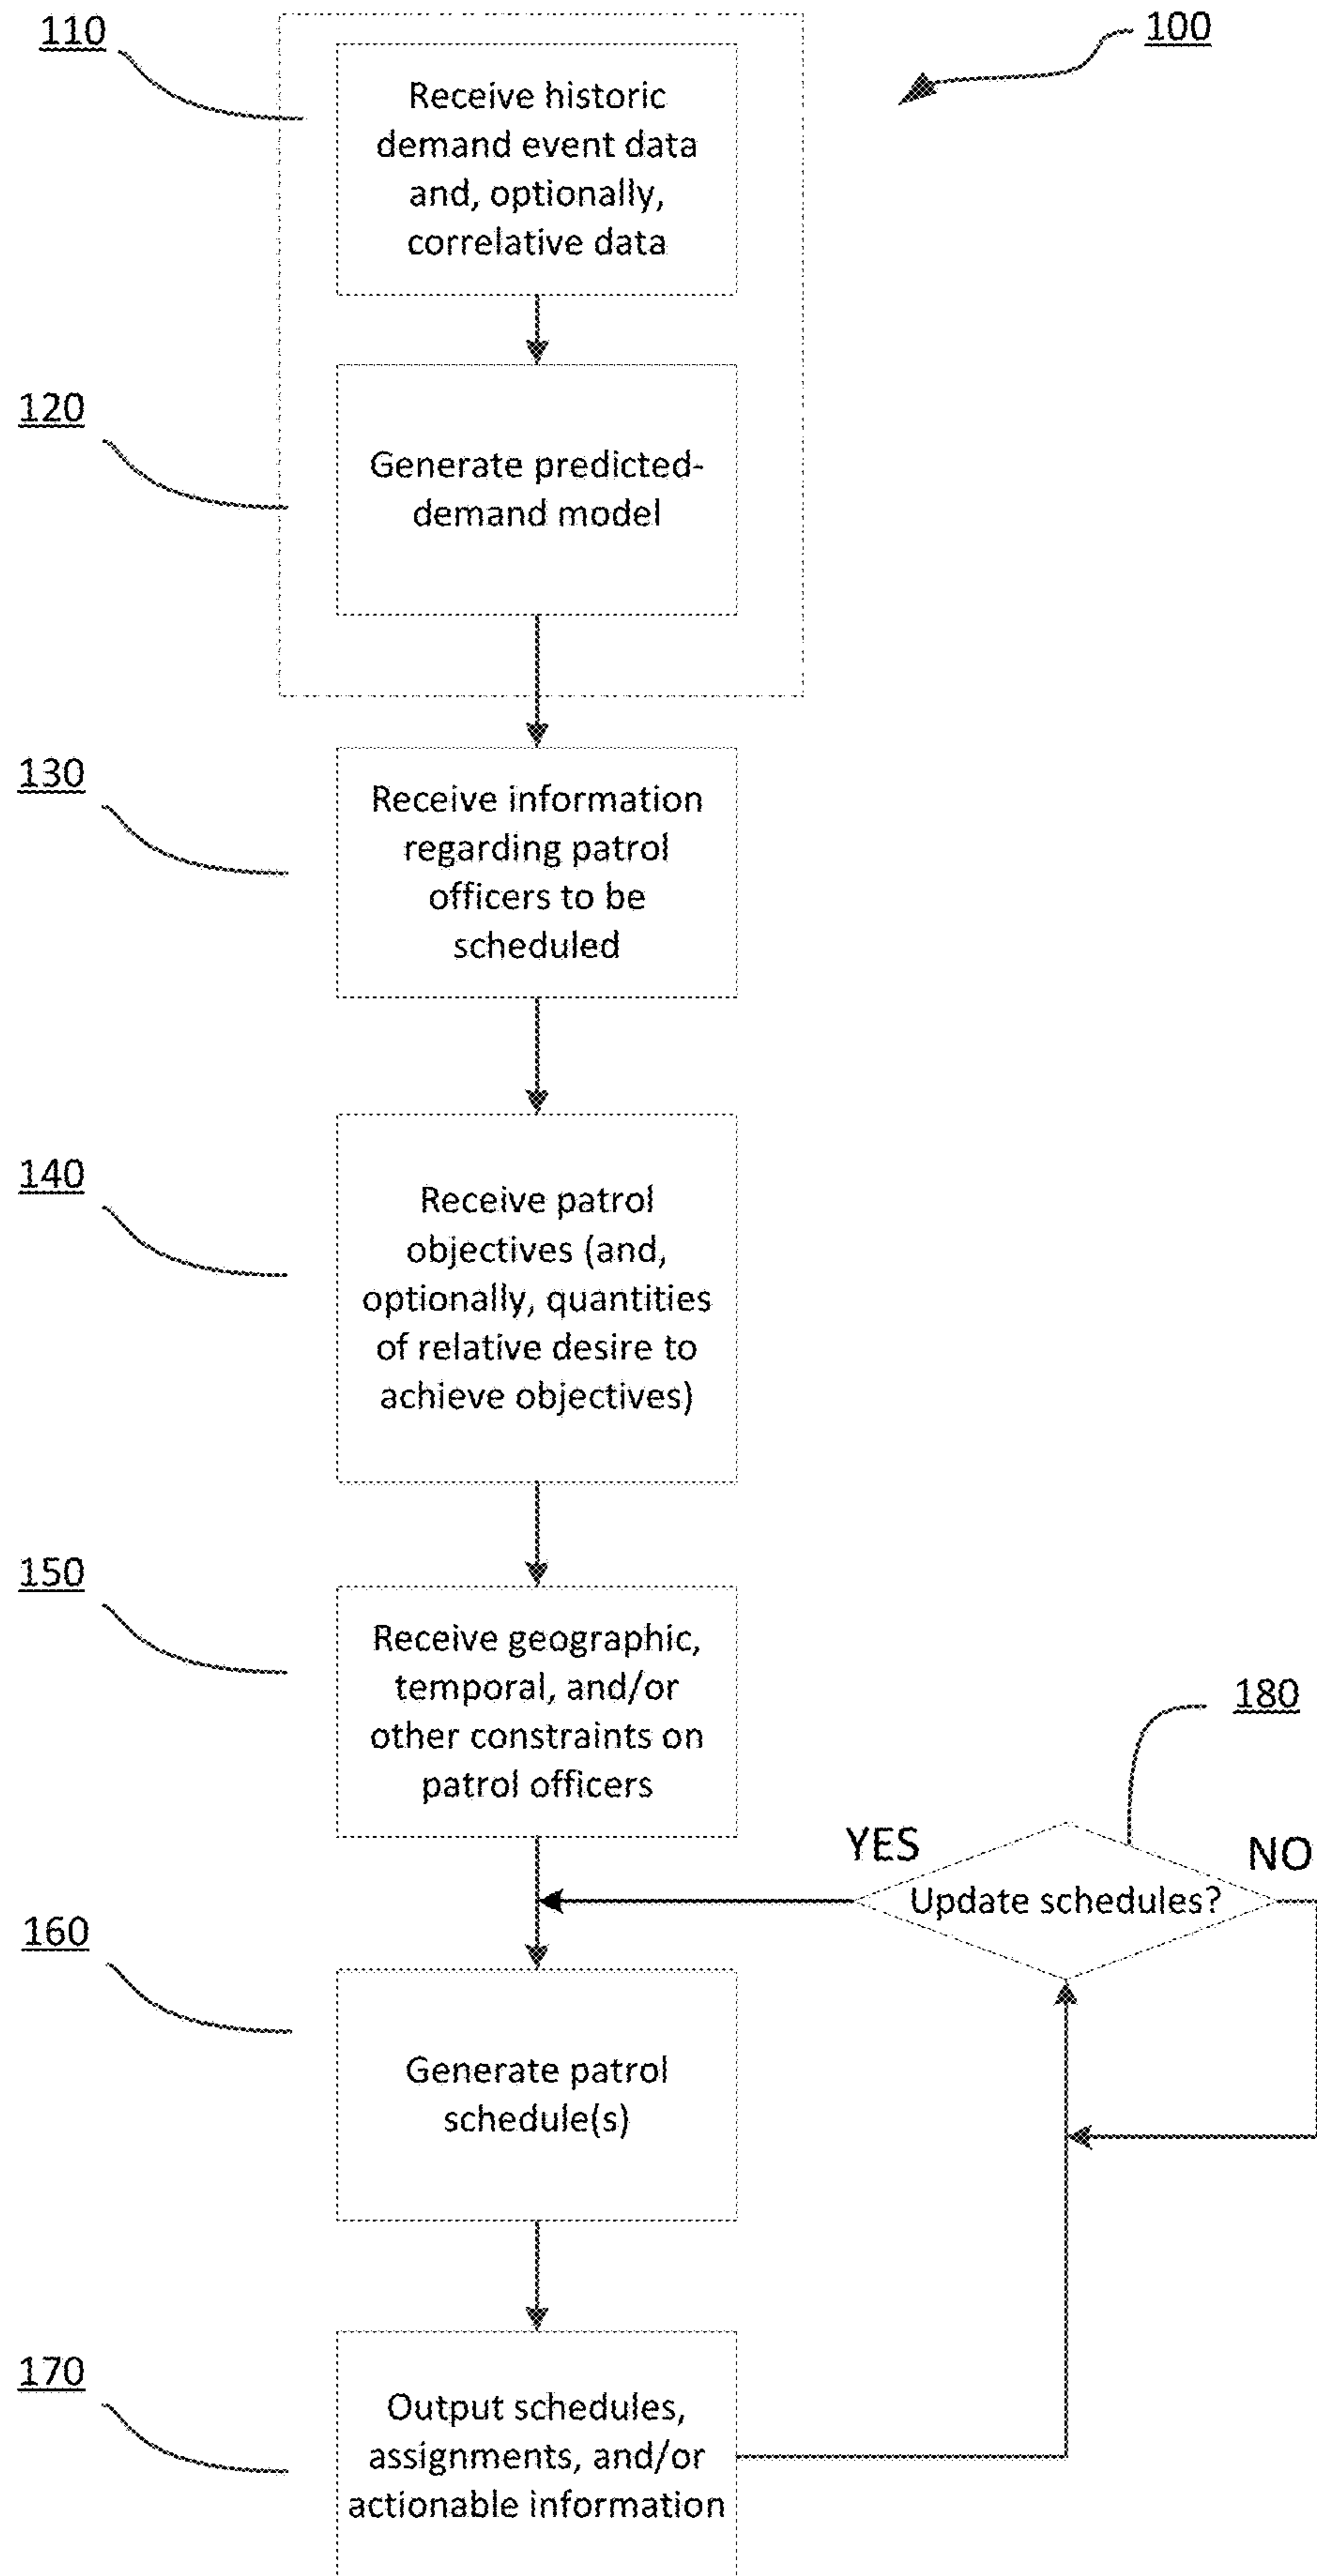 110
100
Receive historic
demand event data
and, optionally,
correlative data
120
Generate predicted-
demand model
130
Receive information
regarding patrol
officers to be
scheduled
140
Receive patrol
objectives (and,
optionally, quantities
of relative desire to
achieve objectives)
150
Receive geographic,
temporal, and/or
other constraints on
patrol officers
180
YES
NO
Update schedules?
160
Generate patrol
schedule(s)
170
Output schedules,
assignments, and/or
actionable information